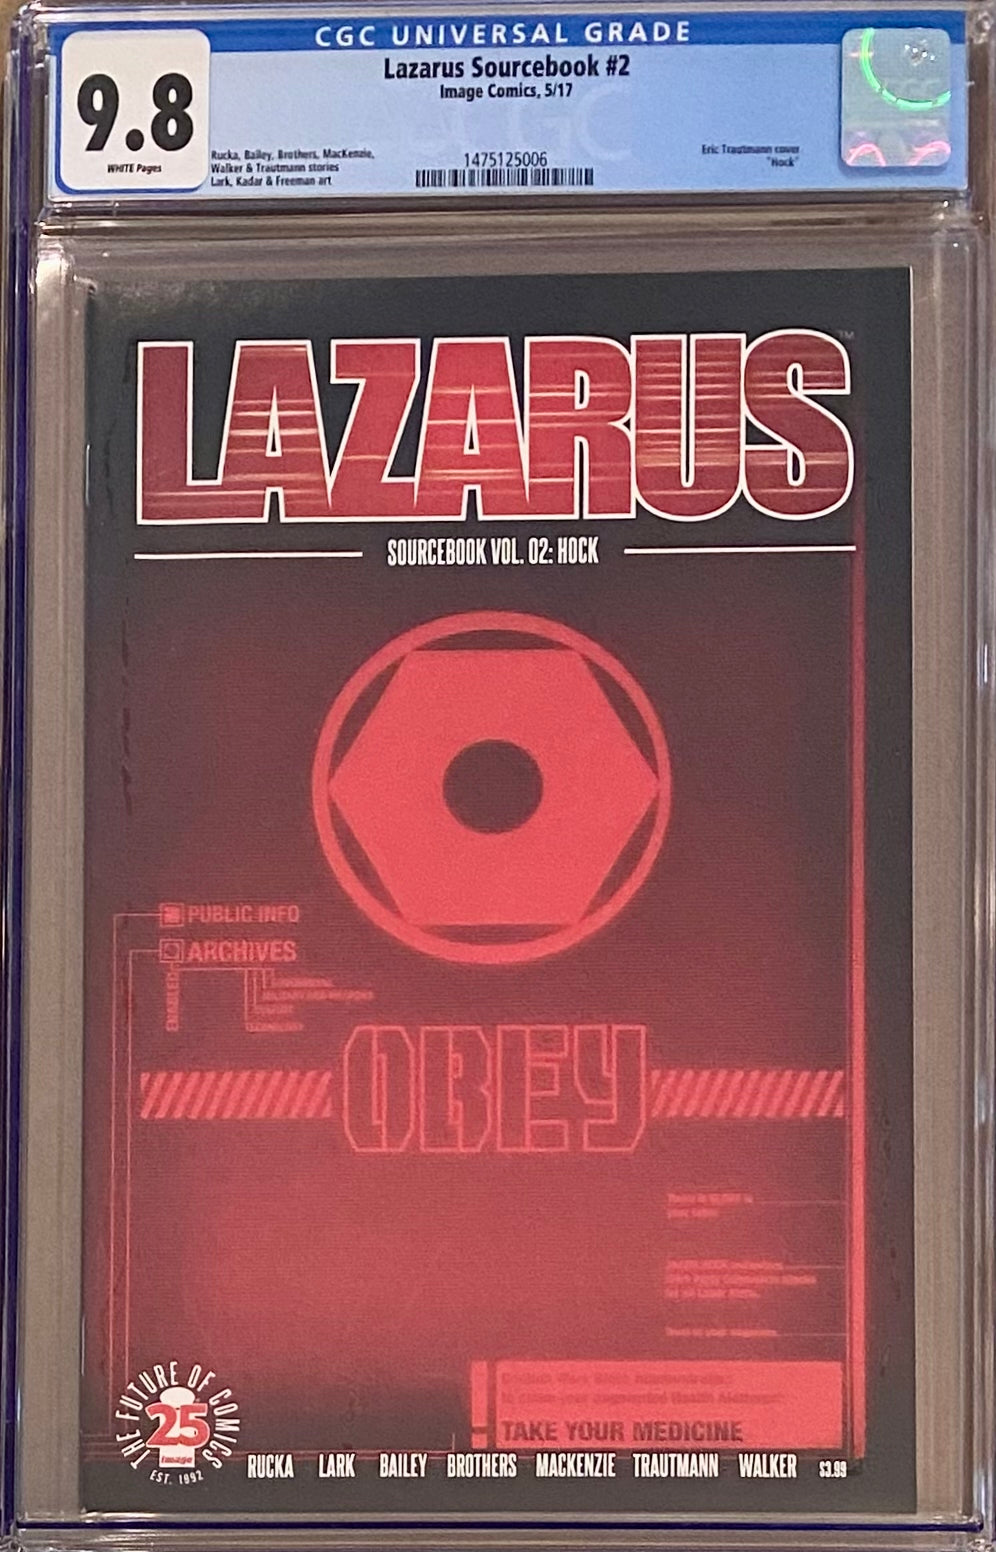 CGC UNIVERSAL GRADE
9.8
WHITE Pages
Lazarus Sourcebook #2
Image Comics, 5/17
Rucka, Bailey, Brothers, MacKenzie,
Walker & Trautmann stories
Lark, Kadar & Freeman art
1475125006
Eric Trautmann cover
"Hock"
LAZARUS
TM
SOURCEBOOK VOL. 02: HOCK
PUBLIC INFO
ARCHIVES
ENABLED
OBEY
TAKE YOUR MEDICINE
THE FUTURE OF COMICS
25
image
EST. 1992
RUCKA LARK BAILEY BROTHERS MACKENZIE TRAUTMANN WALKER $3.99